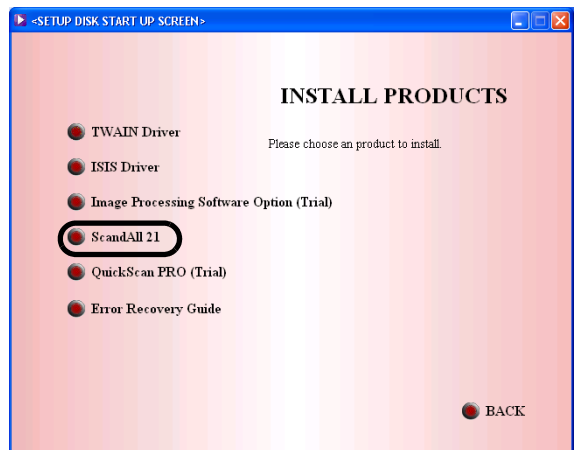 <SETUP DISK START UP SCREEN>
INSTALL PRODUCTS
TWAIN Driver
Please choose an product to install.
ISIS Driver
Image Processing Software Option (Trial)
ScandAll 21
QuickScan PRO (Trial)
Error Recovery Guide
BACK